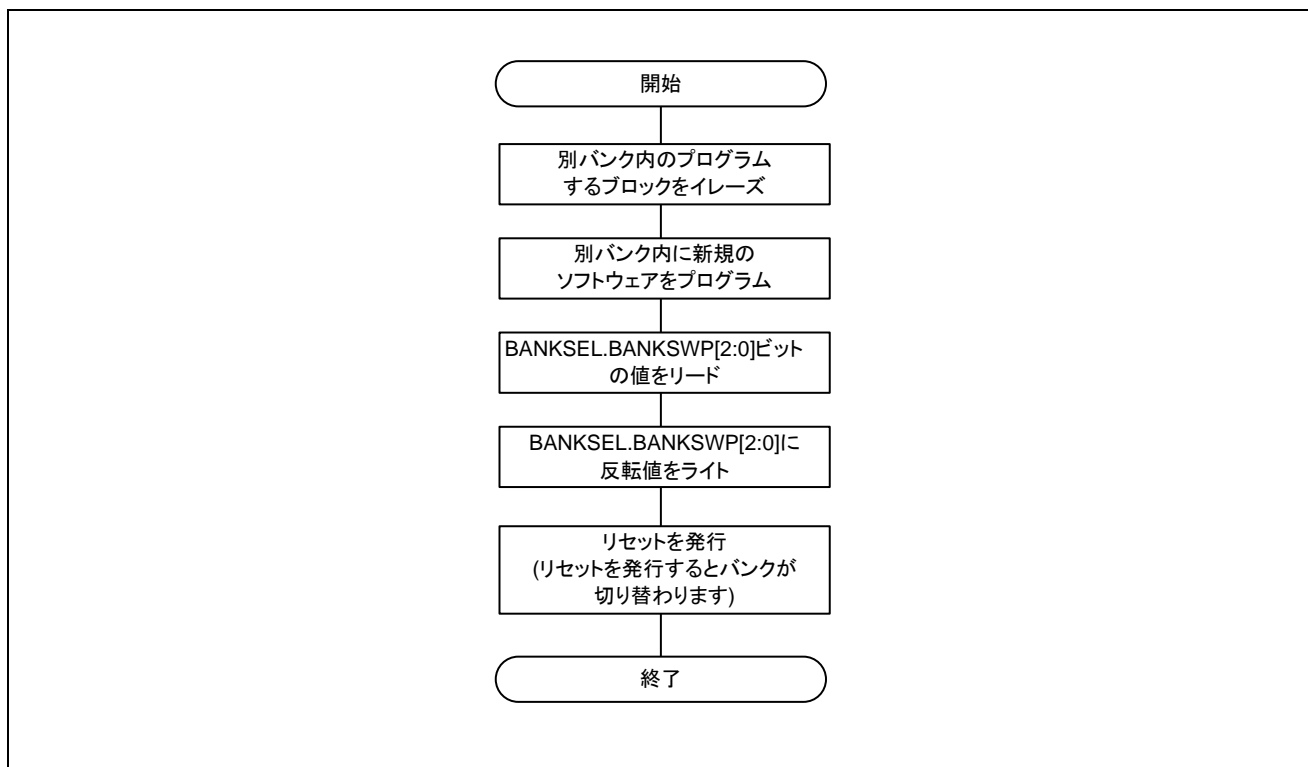 開始
別バンク内のプログラム
するブロックをイレーズ
別バンク内に新規の
ソフトウェアをプログラム
BANKSEL.BANKSWP[2:0]ビット
の値をリード
BANKSEL.BANKSWP[2:0]に
反転値をライト
リセットを発行
(リセットを発行するとバンクが
切り替わります)
終了